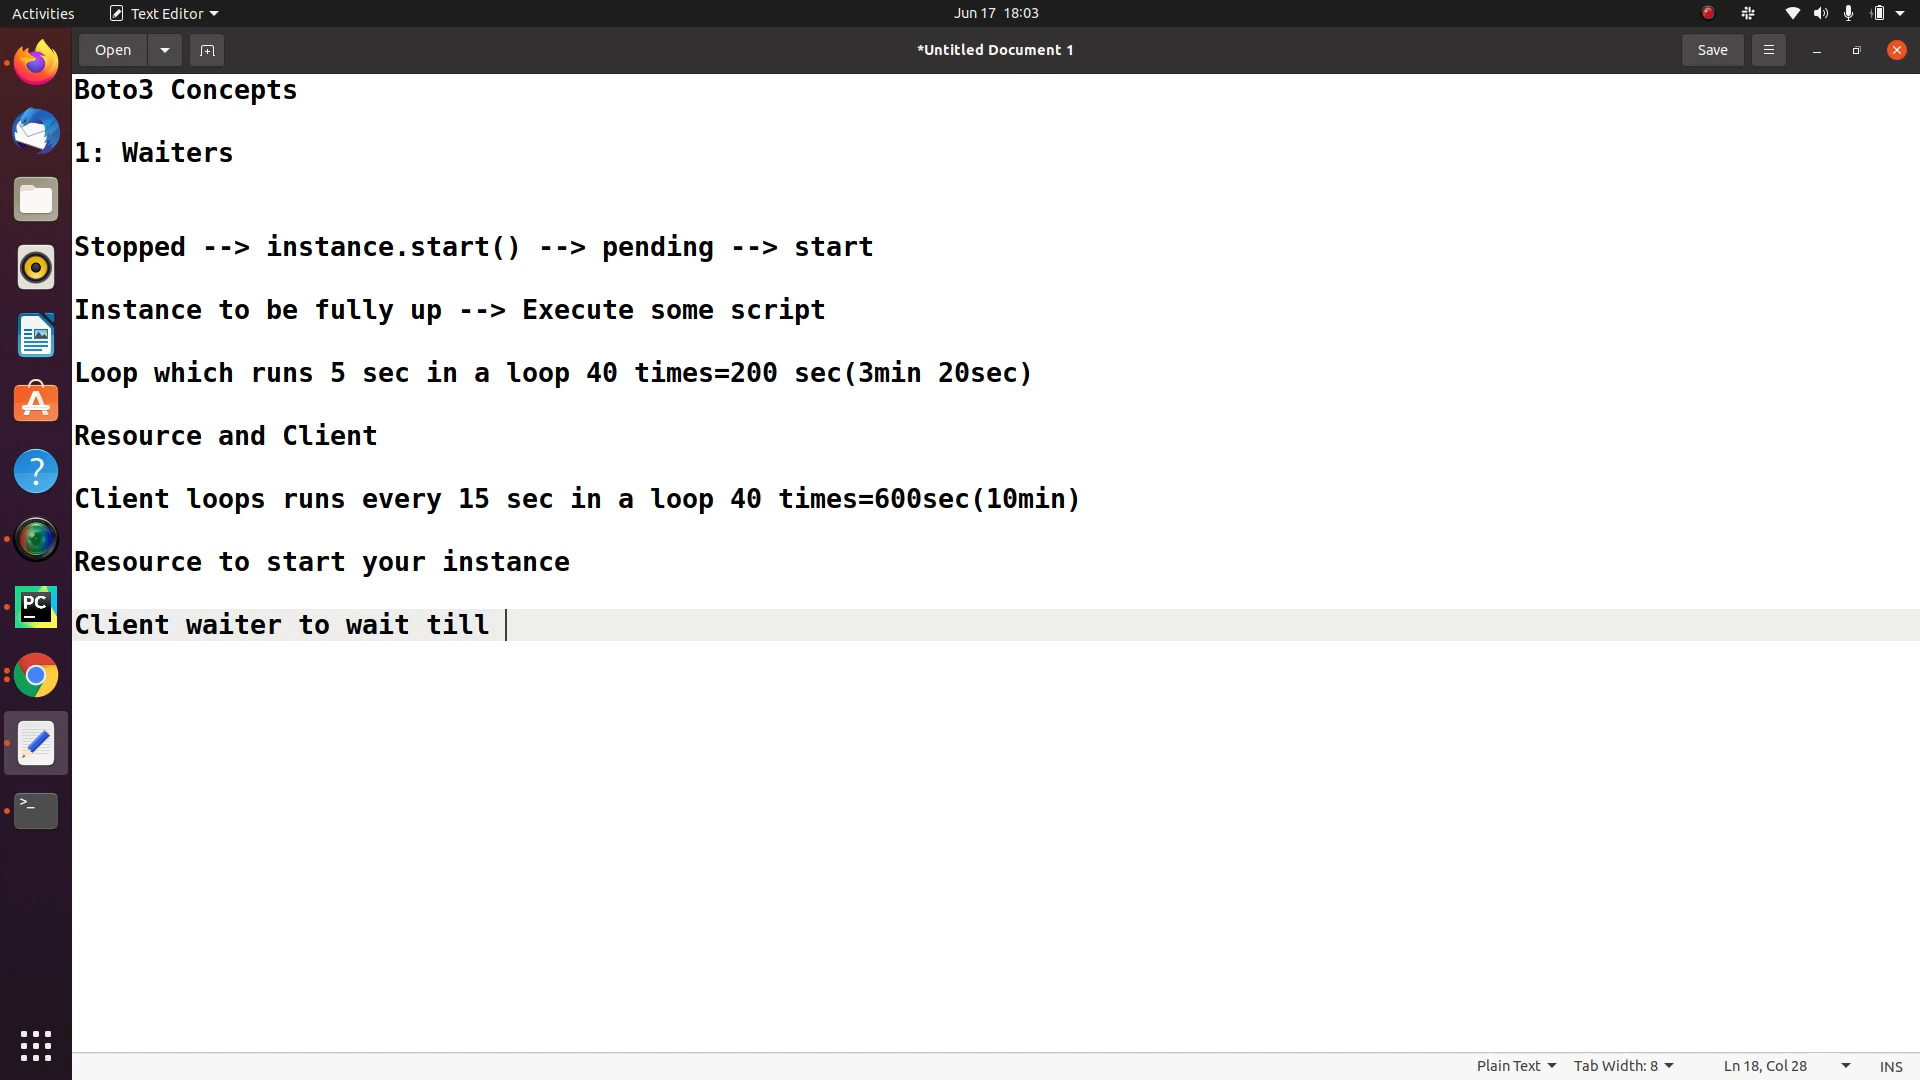 Activities Text Editor Jun 17 18:03
Open *Untitled Document 1 Save
Boto3 Concepts
1: Waiters
Stopped --> instance.start() --> pending --> start
Instance to be fully up --> Execute some script
Loop which runs 5 sec in a loop 40 times=200 sec(3min 20sec)
Resource and Client
Client loops runs every 15 sec in a loop 40 times=600sec(10min)
Resource to start your instance
Client waiter to wait till
PC
Plain Text Tab Width: 8 Ln 18, Col 28 INS